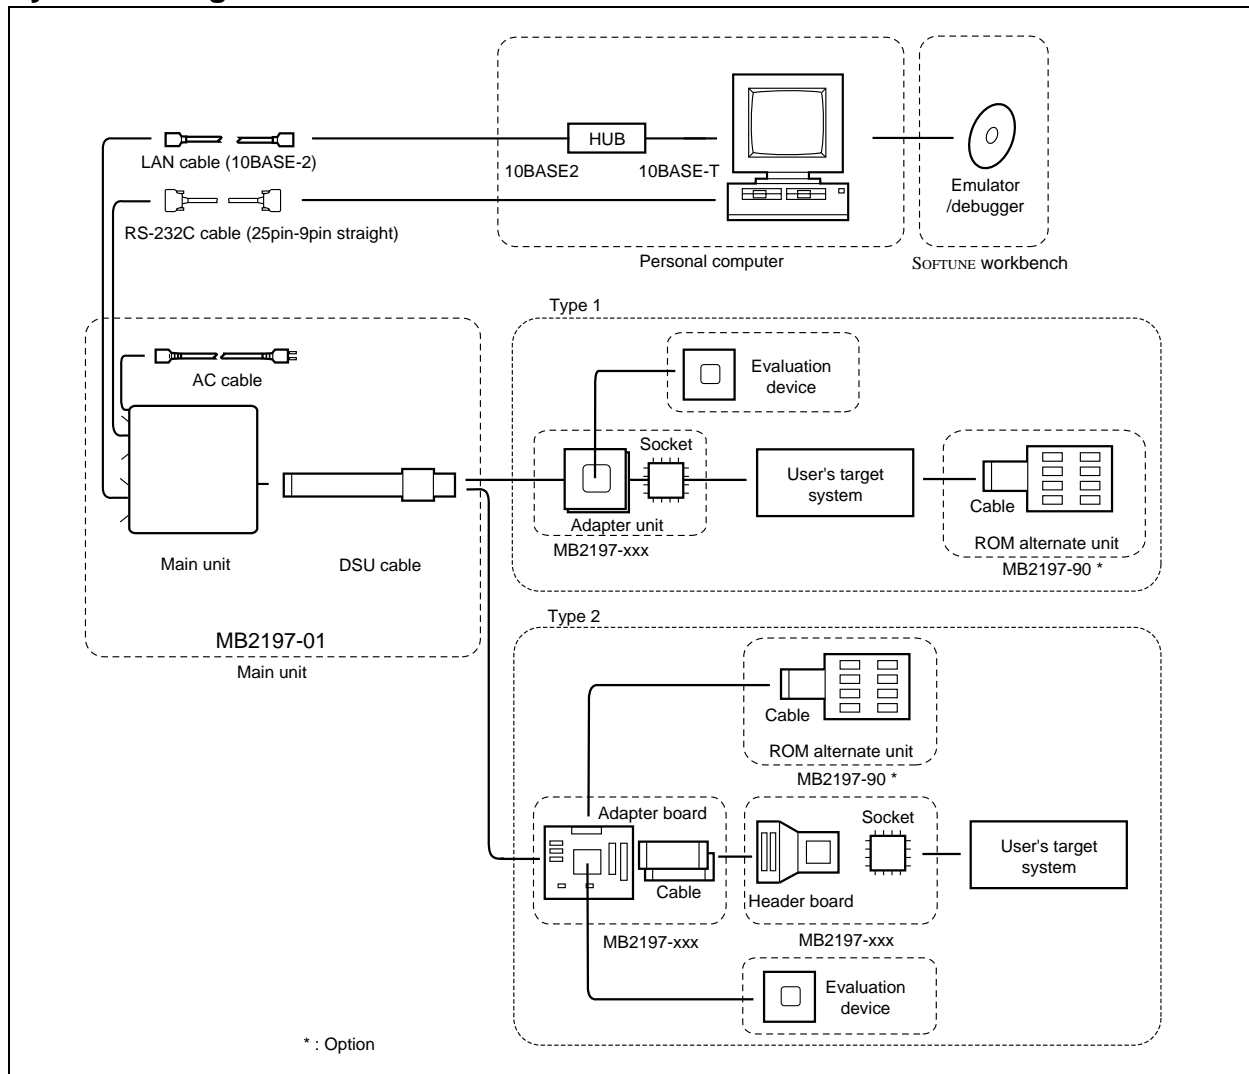 HUB
LAN cable (10BASE-2)
10BASE2
10BASE-T
Emulator
/debugger
RS-232C cable (25pin-9pin straight)
Personal computer
SOFTUNE workbench
Type 1
AC cable
Evaluation
device
Socket
User's target
system
Cable
Adapter unit
ROM alternate unit
MB2197-xxx
MB2197-90 *
Main unit
DSU cable
MB2197-01
Main unit
Type 2
Cable
ROM alternate unit
MB2197-90 *
Adapter board
Socket
User's target
system
Cable
Header board
MB2197-xxx
MB2197-xxx
Evaluation
device
* : Option